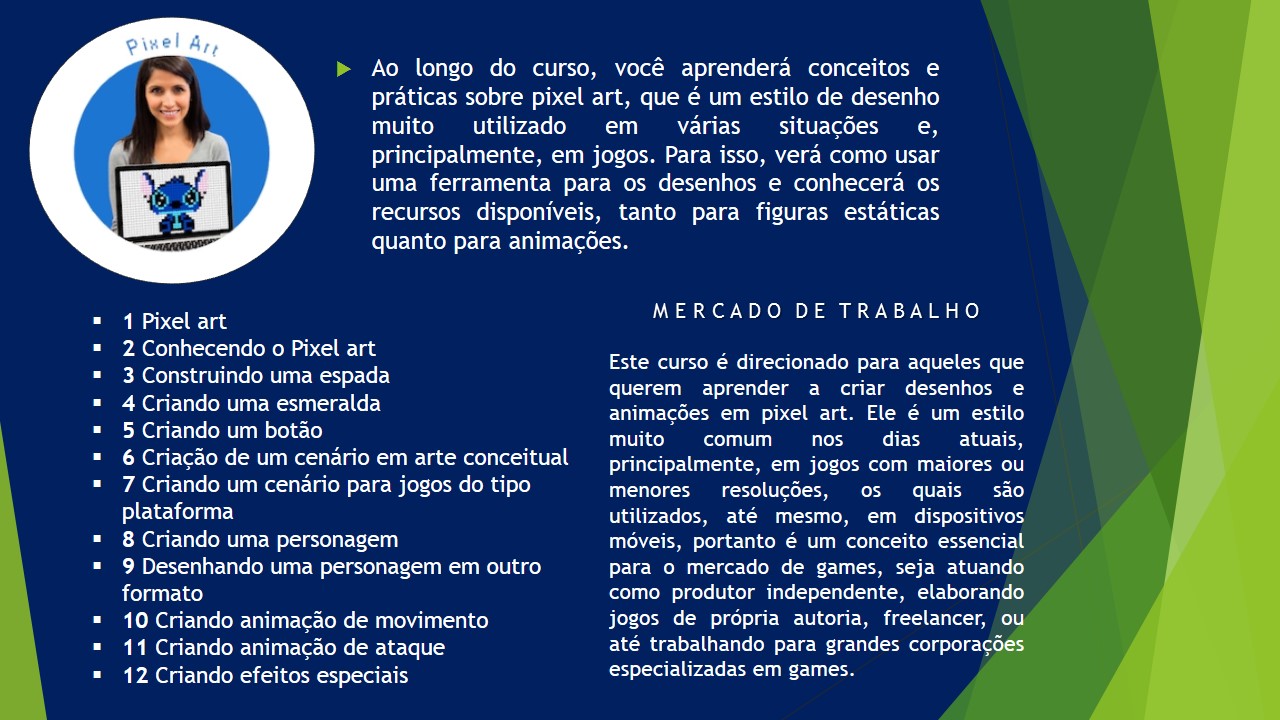 Pixel Art
Ao longo do curso, você aprenderá conceitos e
práticas sobre pixel art, que é um estilo de desenho
muito utilizado em várias situações e,
principalmente, em jogos. Para isso, verá como usar
uma ferramenta para os desenhos e conhecerá os
recursos disponíveis, tanto para figuras estáticas
quanto para animações.
1 Pixel art
2 Conhecendo o Pixel art
3 Construindo uma espada
4 Criando uma esmeralda
5 Criando um botão
6 Criação de um cenário em arte conceitual
7 Criando um cenário para jogos do tipo
plataforma
8 Criando uma personagem
9 Desenhando uma personagem em outro
formato
10 Criando animação de movimento
11 Criando animação de ataque
12 Criando efeitos especiais
MERCADO DE TRABALHO
Este curso é direcionado para aqueles que
querem aprender a criar desenhos e
animações em pixel art. Ele é um estilo
muito comum nos dias atuais,
principalmente, em jogos com maiores ou
menores resoluções, os quais são
utilizados, até mesmo, em dispositivos
móveis, portanto é um conceito essencial
para o mercado de games, seja atuando
como produtor independente, elaborando
jogos de própria autoria, freelancer, ou
até trabalhando para grandes corporações
especializadas em games.